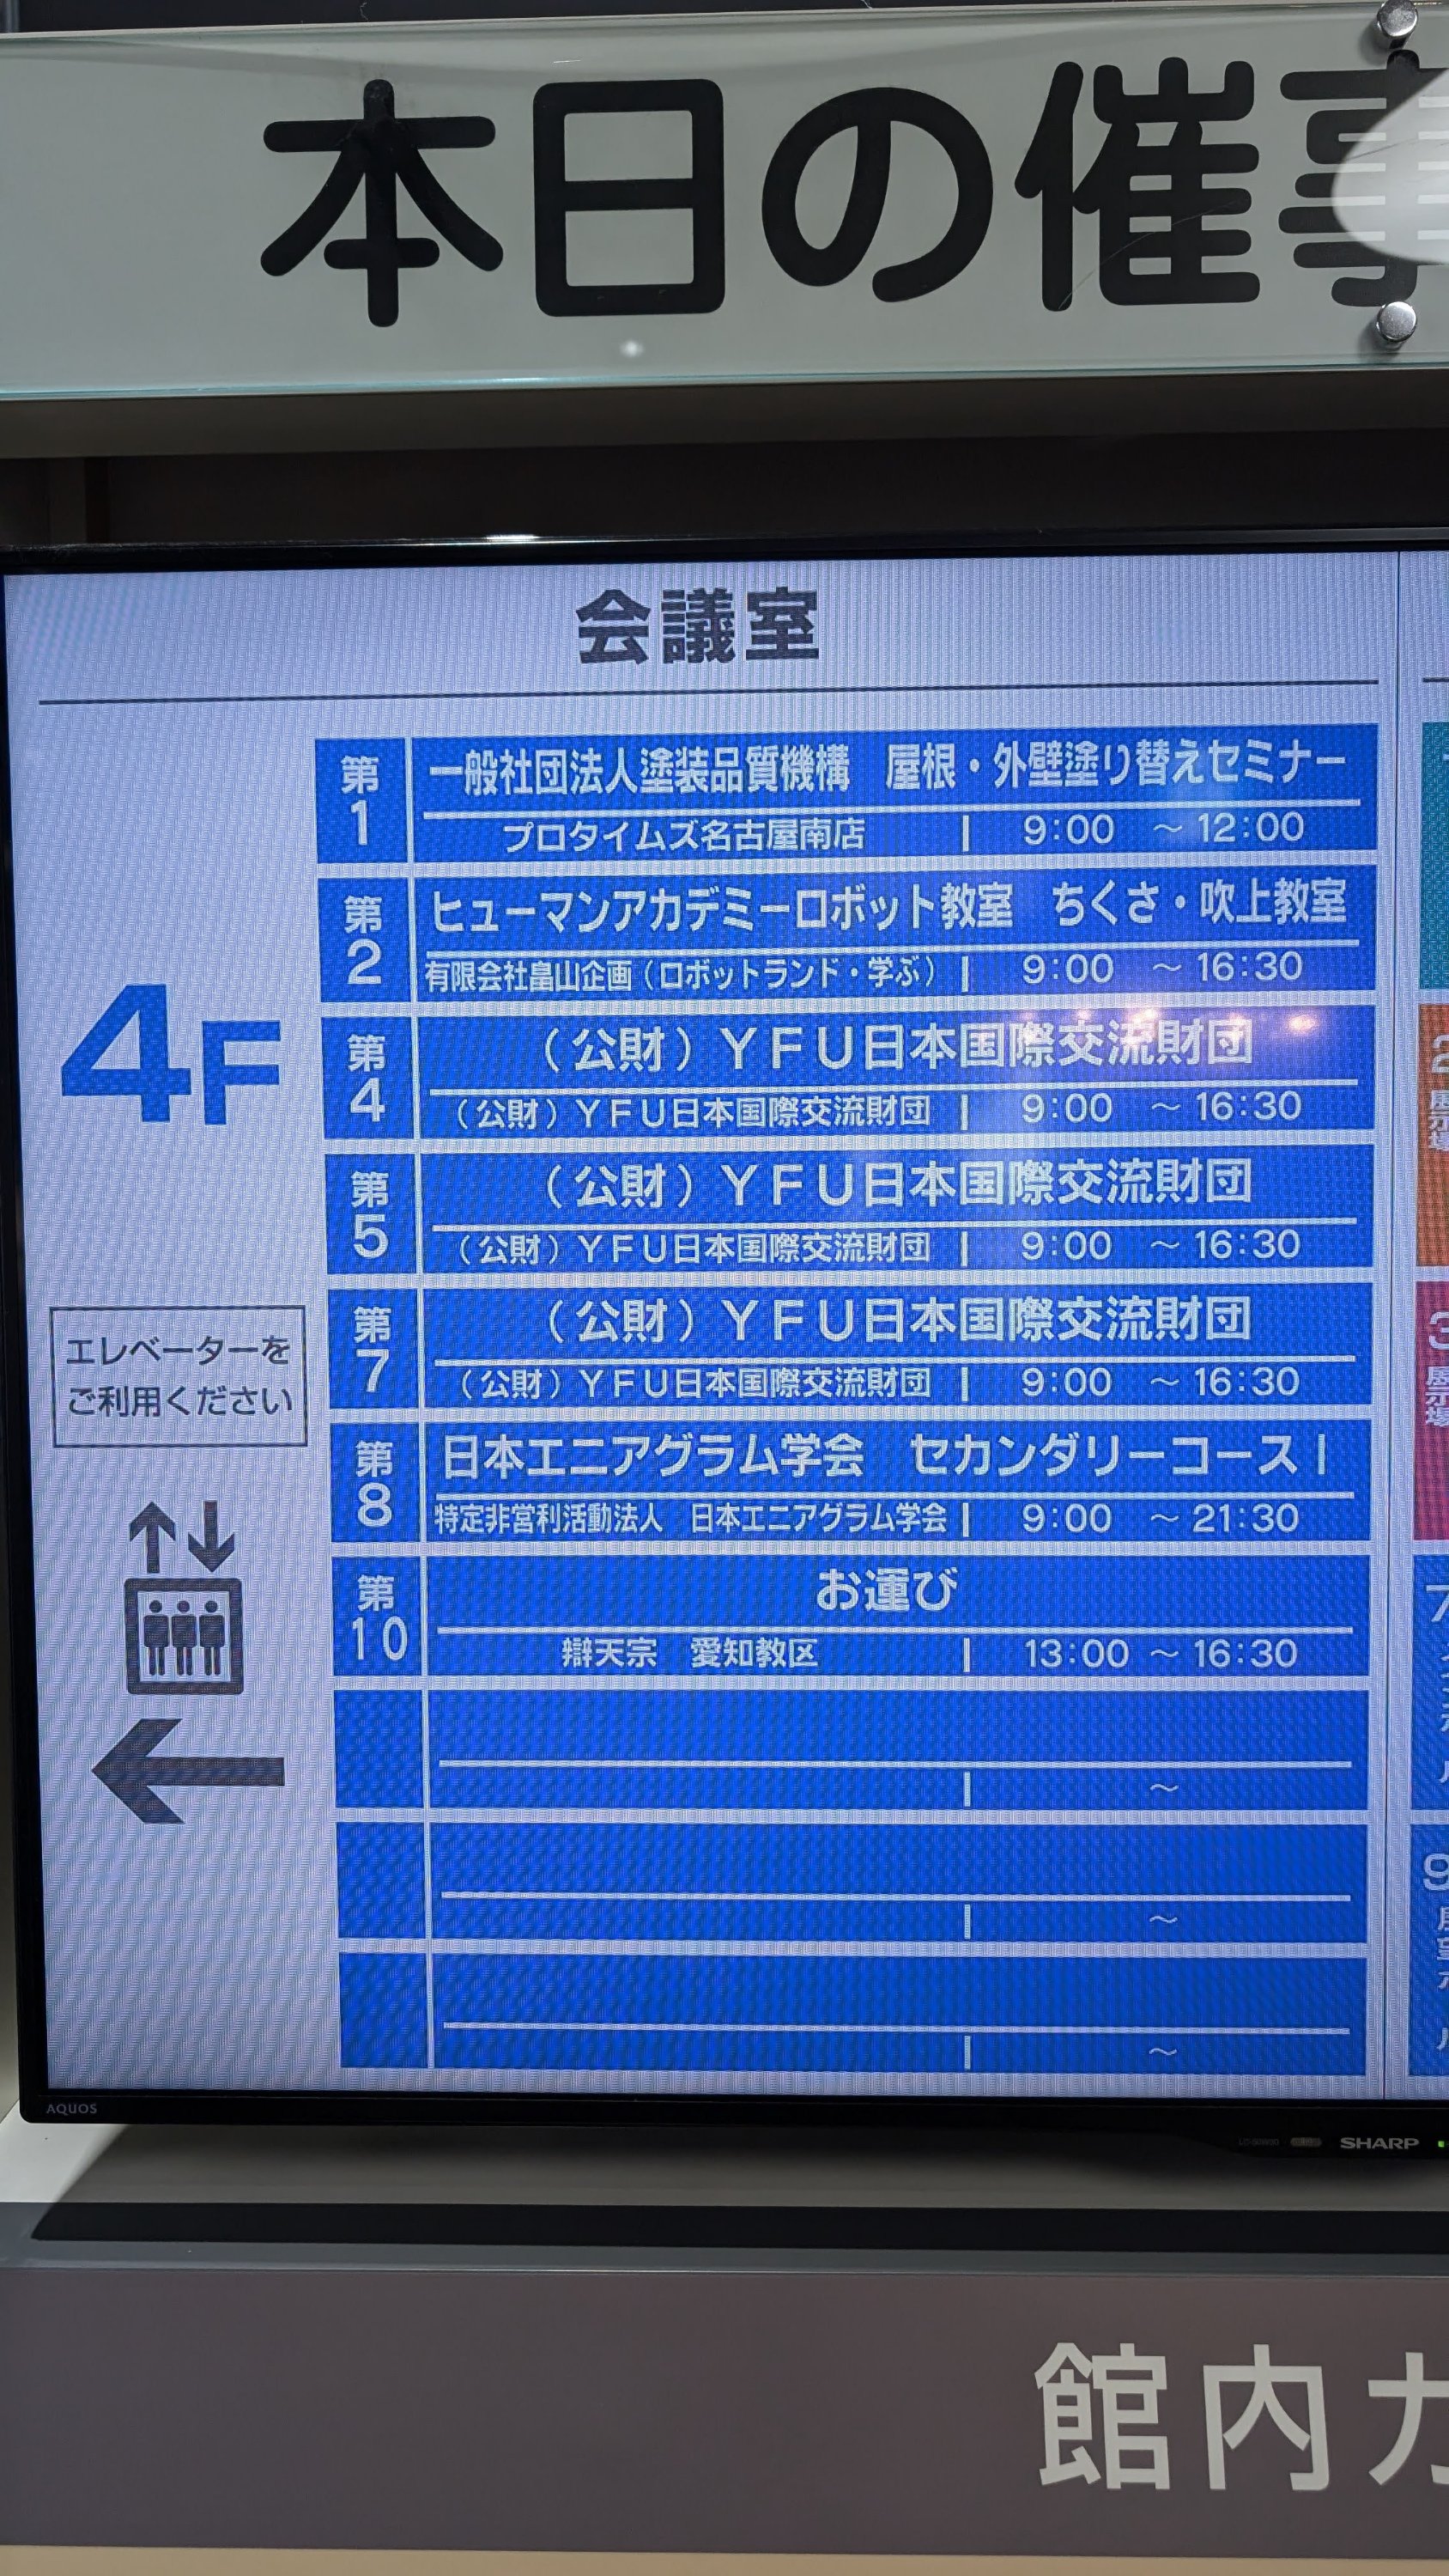 本日の催事
会議室
4F
エレベーターを
ご利用ください
第1
一般社団法人塗装品質機構　屋根・外壁塗り替えセミナー
プロタイムズ名古屋南店 | 9:00 ～ 12:00
第2
ヒューマンアカデミーロボット教室　ちくさ・吹上教室
有限会社畠山企画（ロボットランド・学ぶ） | 9:00 ～ 16:30
第4
（公財）ＹＦＵ日本国際交流財団
（公財）ＹＦＵ日本国際交流財団 | 9:00 ～ 16:30
第5
（公財）ＹＦＵ日本国際交流財団
（公財）ＹＦＵ日本国際交流財団 | 9:00 ～ 16:30
第7
（公財）ＹＦＵ日本国際交流財団
（公財）ＹＦＵ日本国際交流財団 | 9:00 ～ 16:30
第8
日本エニアグラム学会　セカンダリーコースⅠ
特定非営利活動法人　日本エニアグラム学会 | 9:00 ～ 21:30
第10
お運び
辯天宗　愛知教区 | 13:00 ～ 16:30
～
～
～
2
展示場
3
展示場
7
9
AQUOS
SHARP
館内